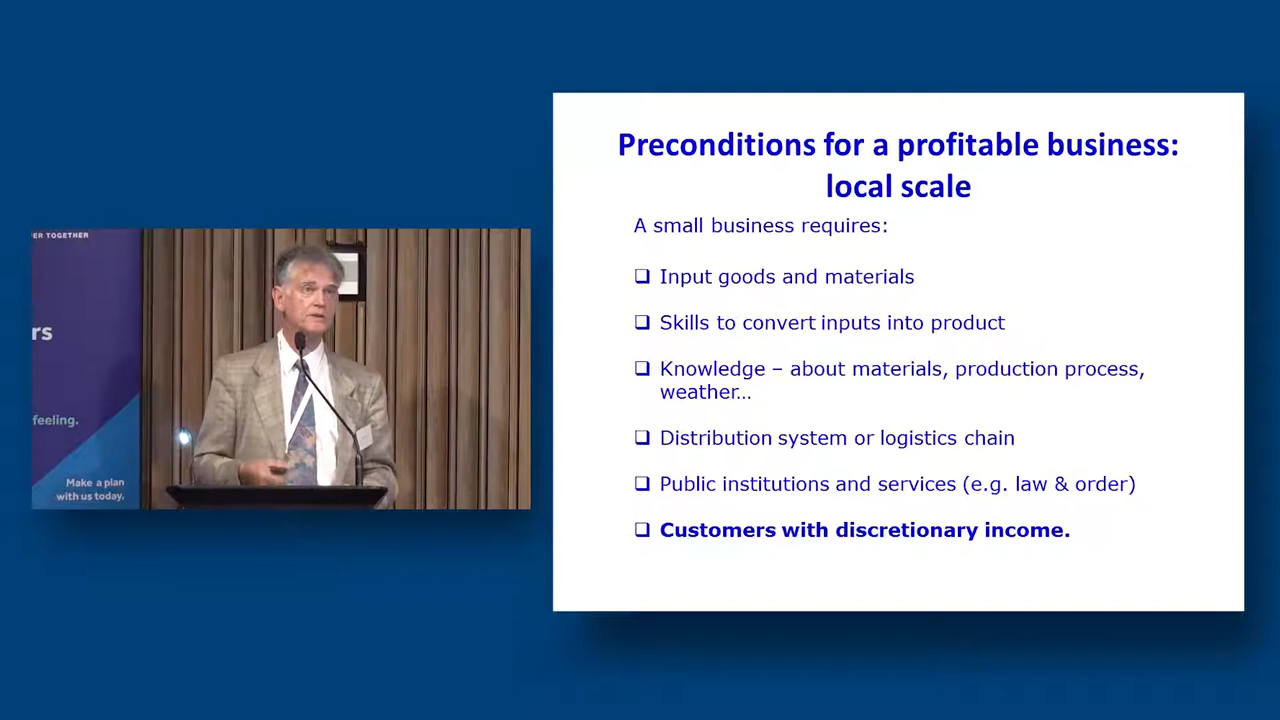 ER TOGETHER
rs
feeling.
Make a plan
with us today.
Preconditions for a profitable business:
local scale
A small business requires:
❑ Input goods and materials
❑ Skills to convert inputs into product
❑ Knowledge – about materials, production process,
weather…
❑ Distribution system or logistics chain
❑ Public institutions and services (e.g. law & order)
❑ Customers with discretionary income.